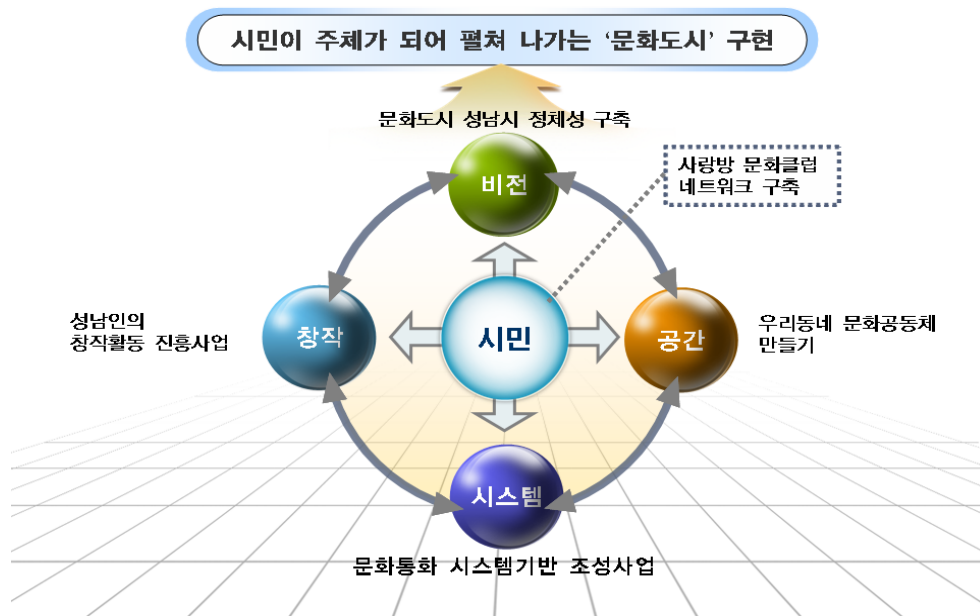 시민이 주체가 되어 펼쳐 나가는 ‘문화도시’ 구현
문화도시 성남시 정체성 구축
비전
사랑방 문화클럽
네트워크 구축
성남인의
창작활동 진흥사업
창작
시민
공간
우리동네 문화공동체
만들기
시스템
문화통화 시스템기반 조성사업